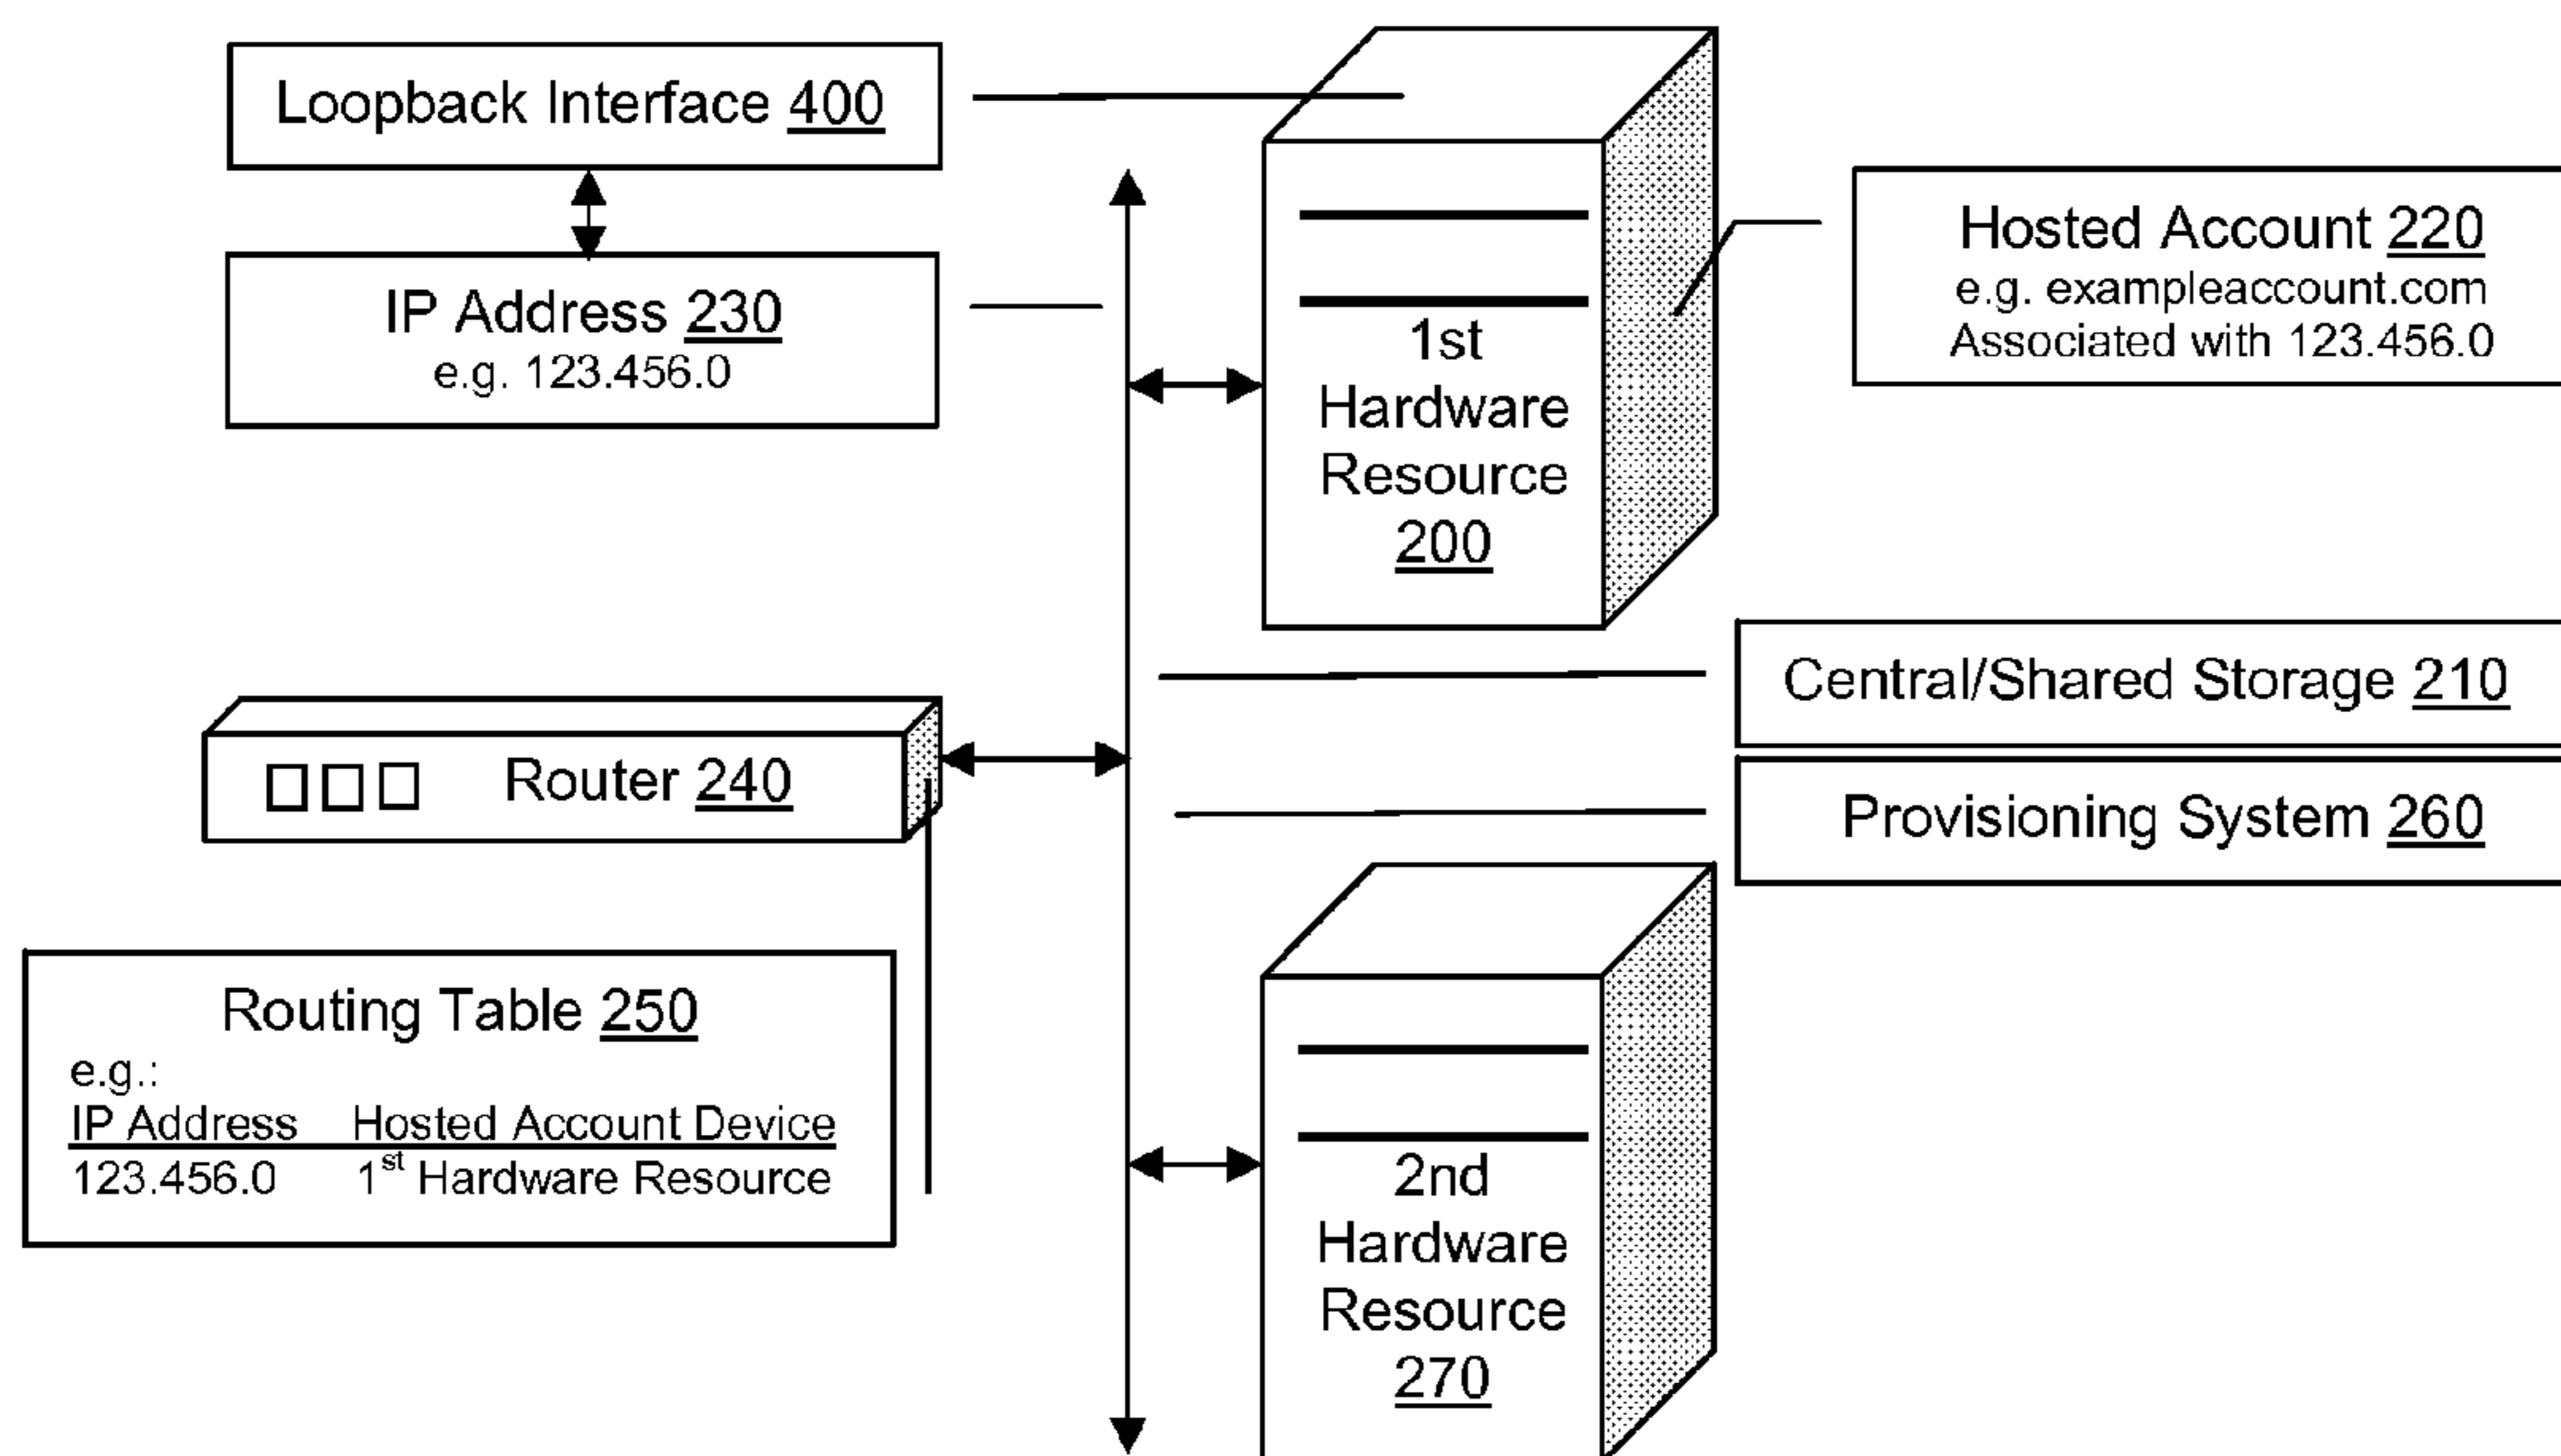 Loopback Interface 400
IP Address 230
e.g. 123.456.0
1st
Hardware
Resource
200
Hosted Account 220
e.g. exampleaccount.com
Associated with 123.456.0
Central/Shared Storage 210
Provisioning System 260
Router 240
Routing Table 250
e.g.:
IP Address Hosted Account Device
123.456.0 1st Hardware Resource
2nd
Hardware
Resource
270